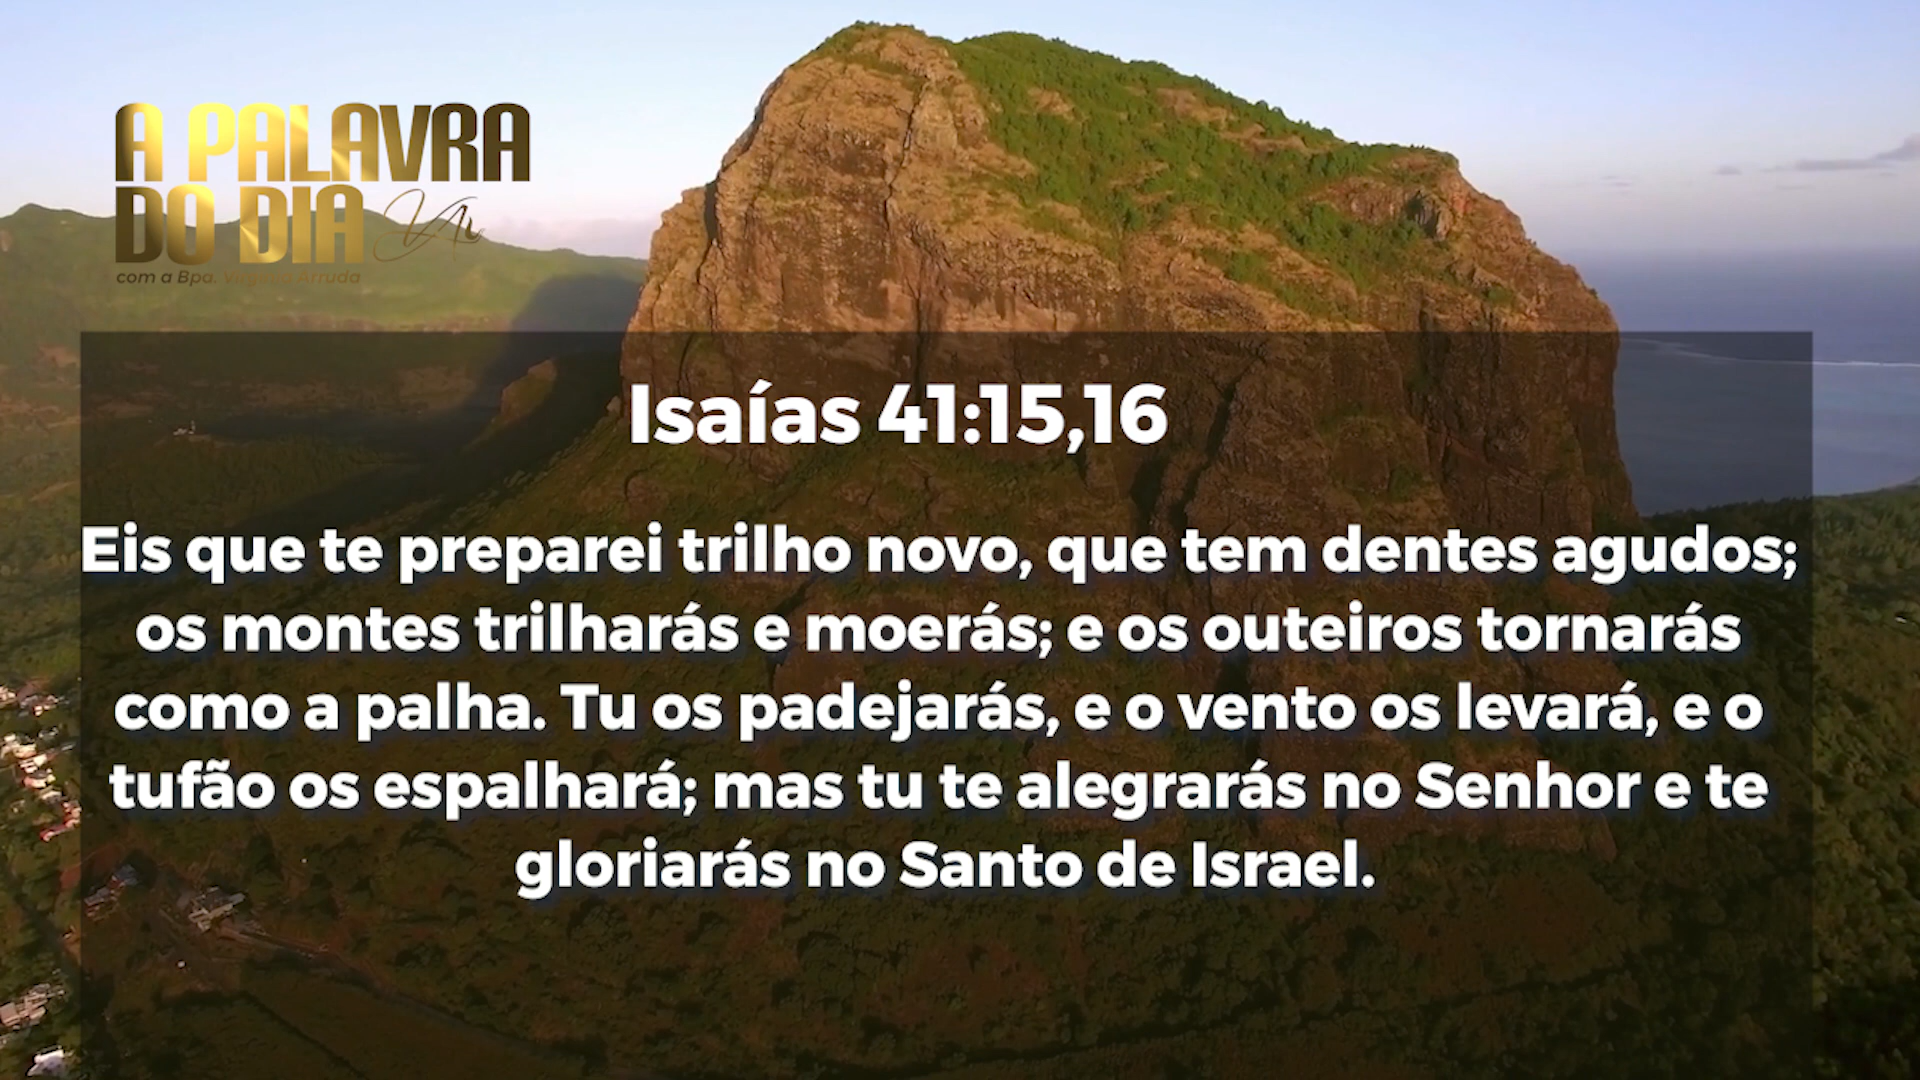 A PALAVRA
DO DIA
com a Bpa. Virginia Arruda
Isaías 41:15,16
Eis que te preparei trilho novo, que tem dentes agudos;
os montes trilharás e moerás; e os outeiros tornarás
como a palha. Tu os padejarás, e o vento os levará, e o
tufão os espalhará; mas tu te alegrarás no Senhor e te
gloriarás no Santo de Israel.